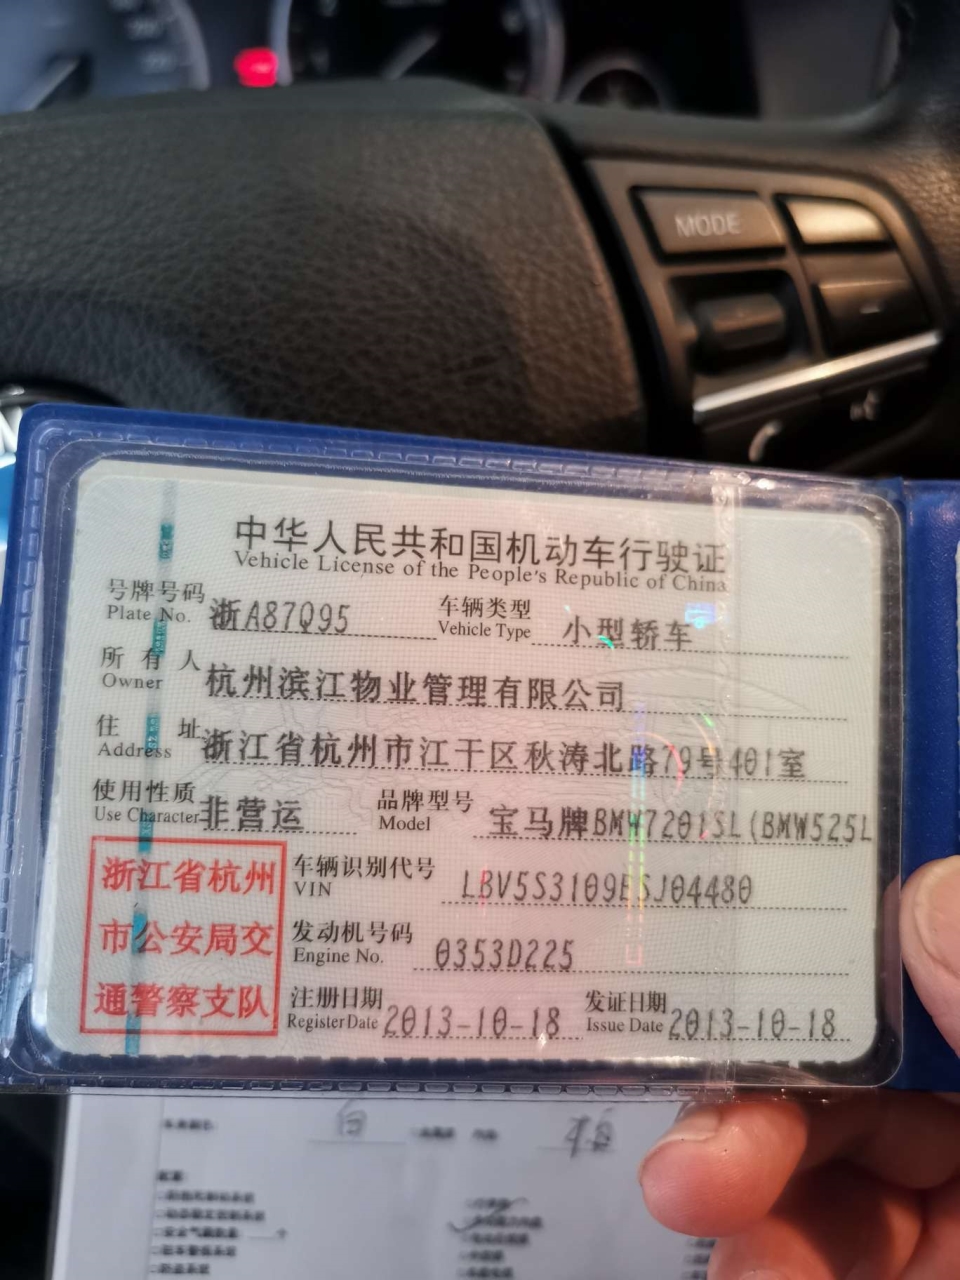 MODE
中华人民共和国机动车行驶证
Vehicle License of the People's Republic of China
号牌号码 浙A87Q95 车辆类型 小型轿车
Plate No. Vehicle Type
所有人 杭州滨江物业管理有限公司
Owner
住址 浙江省杭州市江干区秋涛北路79号401室
Address
使用性质 非营运 品牌型号 宝马牌BMW7201SL(BMW525L
Use Character Model
浙江省杭州
市公安局交
通警察支队
车辆识别代号 LBV5S3109ESJ04480
VIN
发动机号码 0353D225
Engine No.
注册日期 2013-10-18 发证日期 2013-10-18
Register Date Issue Date
白